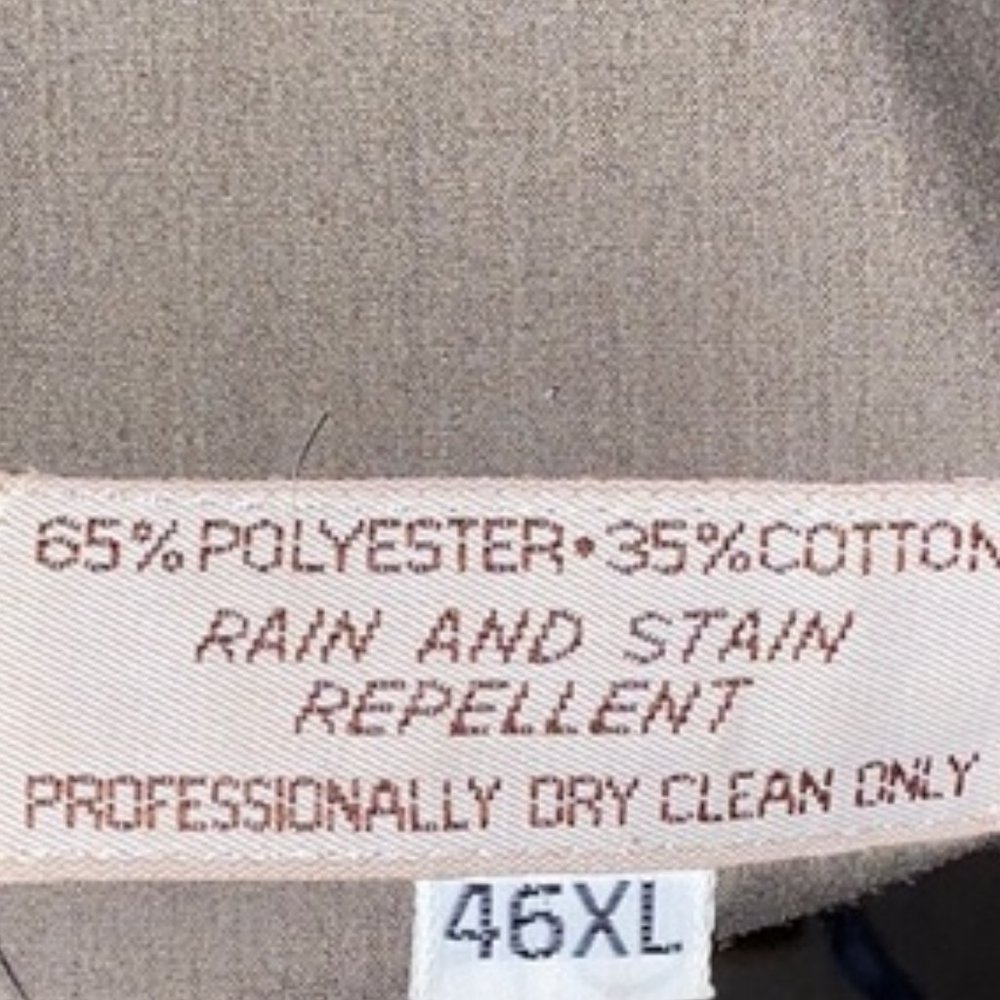 65% POLYESTER • 35% COTTON
RAIN AND STAIN
REPELLENT
PROFESSIONALLY DRY CLEAN ONLY
46XL